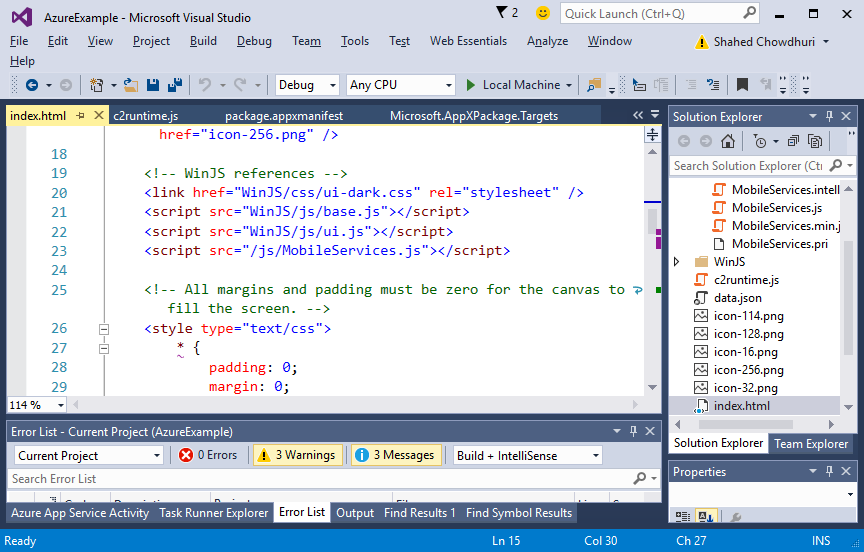 AzureExample - Microsoft Visual Studio
2
Quick Launch (Ctrl+Q)
File Edit View Project Build Debug Team Tools Test Web Essentials Analyze Window
Shahed Chowdhuri
Help
Debug Any CPU Local Machine
index.html c2runtime.js package.appxmanifest Microsoft.AppXPackage.Targets
href="icon-256.png" />
18
19 <!-- WinJS references -->
20 <link href="WinJS/css/ui-dark.css" rel="stylesheet" />
21 <script src="WinJS/js/base.js"></script>
22 <script src="WinJS/js/ui.js"></script>
23 <script src="/js/MobileServices.js"></script>
24
25 <!-- All margins and padding must be zero for the canvas to
fill the screen. -->
26 <style type="text/css">
27 * {
28 padding: 0;
29 margin: 0;
114 %
Solution Explorer
Search Solution Explorer (Ctr
MobileServices.intell
MobileServices.js
MobileServices.min.j
MobileServices.pri
WinJS
c2runtime.js
data.json
icon-114.png
icon-128.png
icon-16.png
icon-256.png
icon-32.png
index.html
Solution Explorer Team Explorer
Properties
Error List - Current Project (AzureExample)
Current Project 0 Errors 3 Warnings 3 Messages Build + IntelliSense
Search Error List
Azure App Service Activity Task Runner Explorer Error List Output Find Results 1 Find Symbol Results
Ready Ln 15 Col 30 Ch 27 INS